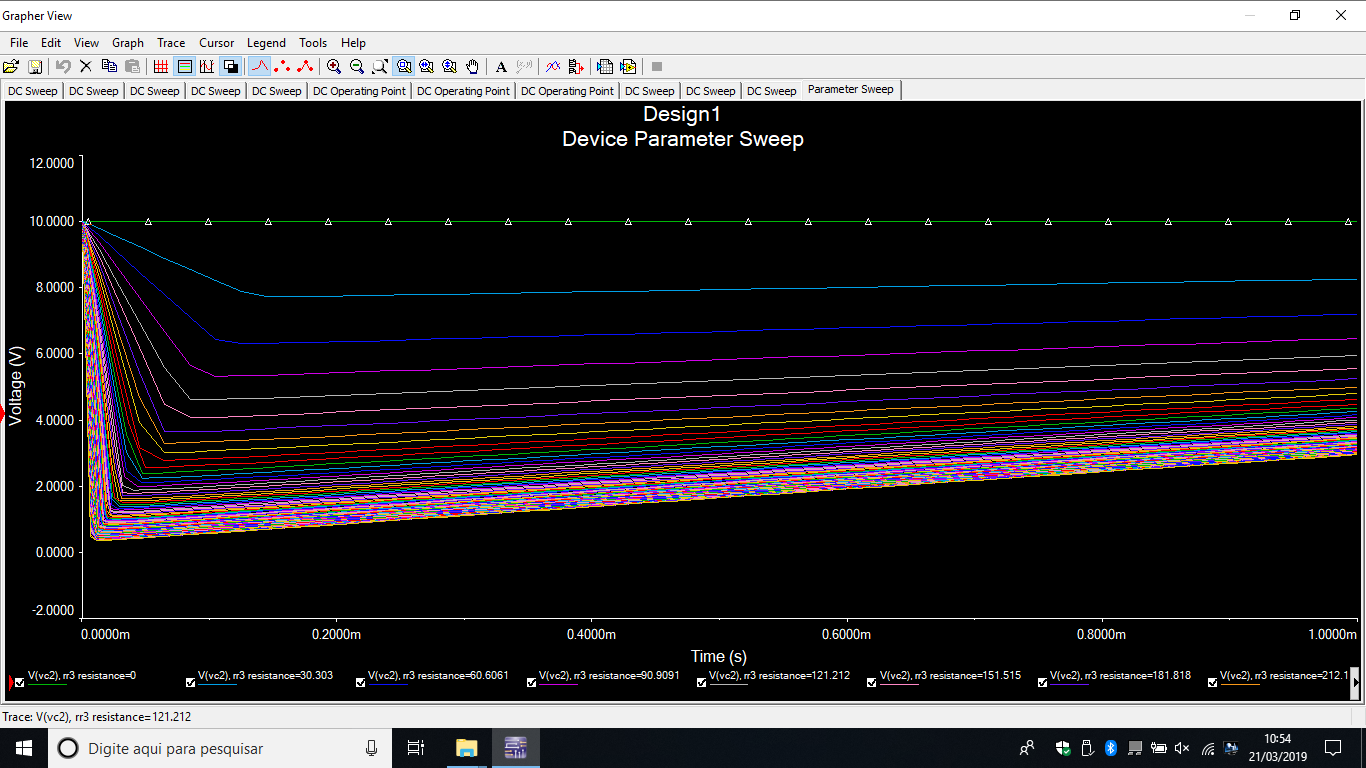 Grapher View
File Edit View Graph Trace Cursor Legend Tools Help
A
DC Sweep DC Sweep DC Sweep DC Sweep DC Sweep DC Operating Point DC Operating Point DC Operating Point DC Sweep DC Sweep DC Sweep Parameter Sweep
Design1
Device Parameter Sweep
12.0000
10.0000
8.0000
6.0000
4.0000
2.0000
0.0000
-2.0000
Voltage (V)
0.0000m 0.2000m 0.4000m 0.6000m 0.8000m 1.0000m
Time (s)
V(vc2), rr3 resistance=0 V(vc2), rr3 resistance=30.303 V(vc2), rr3 resistance=60.6061 V(vc2), rr3 resistance=90.9091 V(vc2), rr3 resistance=121.212 V(vc2), rr3 resistance=151.515 V(vc2), rr3 resistance=181.818 V(vc2), rr3 resistance=212.1
Trace: V(vc2), rr3 resistance=121.212
Digite aqui para pesquisar
10:54
21/03/2019